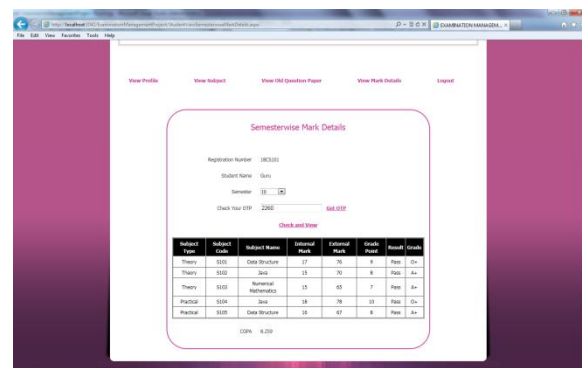 EXAMINATION MANAGEM...
File Edit View Favorites Tools Help
View Profile View Subject View Old Question Paper View Mark Details Logout
Semesterwise Mark Details
Registration Number
Student Name Guru
Semester III
Check Your OTP 2260 Get OTP
Check and View
Subject Type Subject Code Subject Name Internal Mark External Mark Grade Point Result Grade
Theory S101 Data Structure 17 76 9 Pass O+
Theory S102 Java 15 70 8 Pass A+
Theory S103 Numerical Mathematics 15 65 7 Pass A+
Practical S104 Java 18 78 10 Pass O+
Practical S105 Data Structure 16 67 8 Pass A+
CGPA